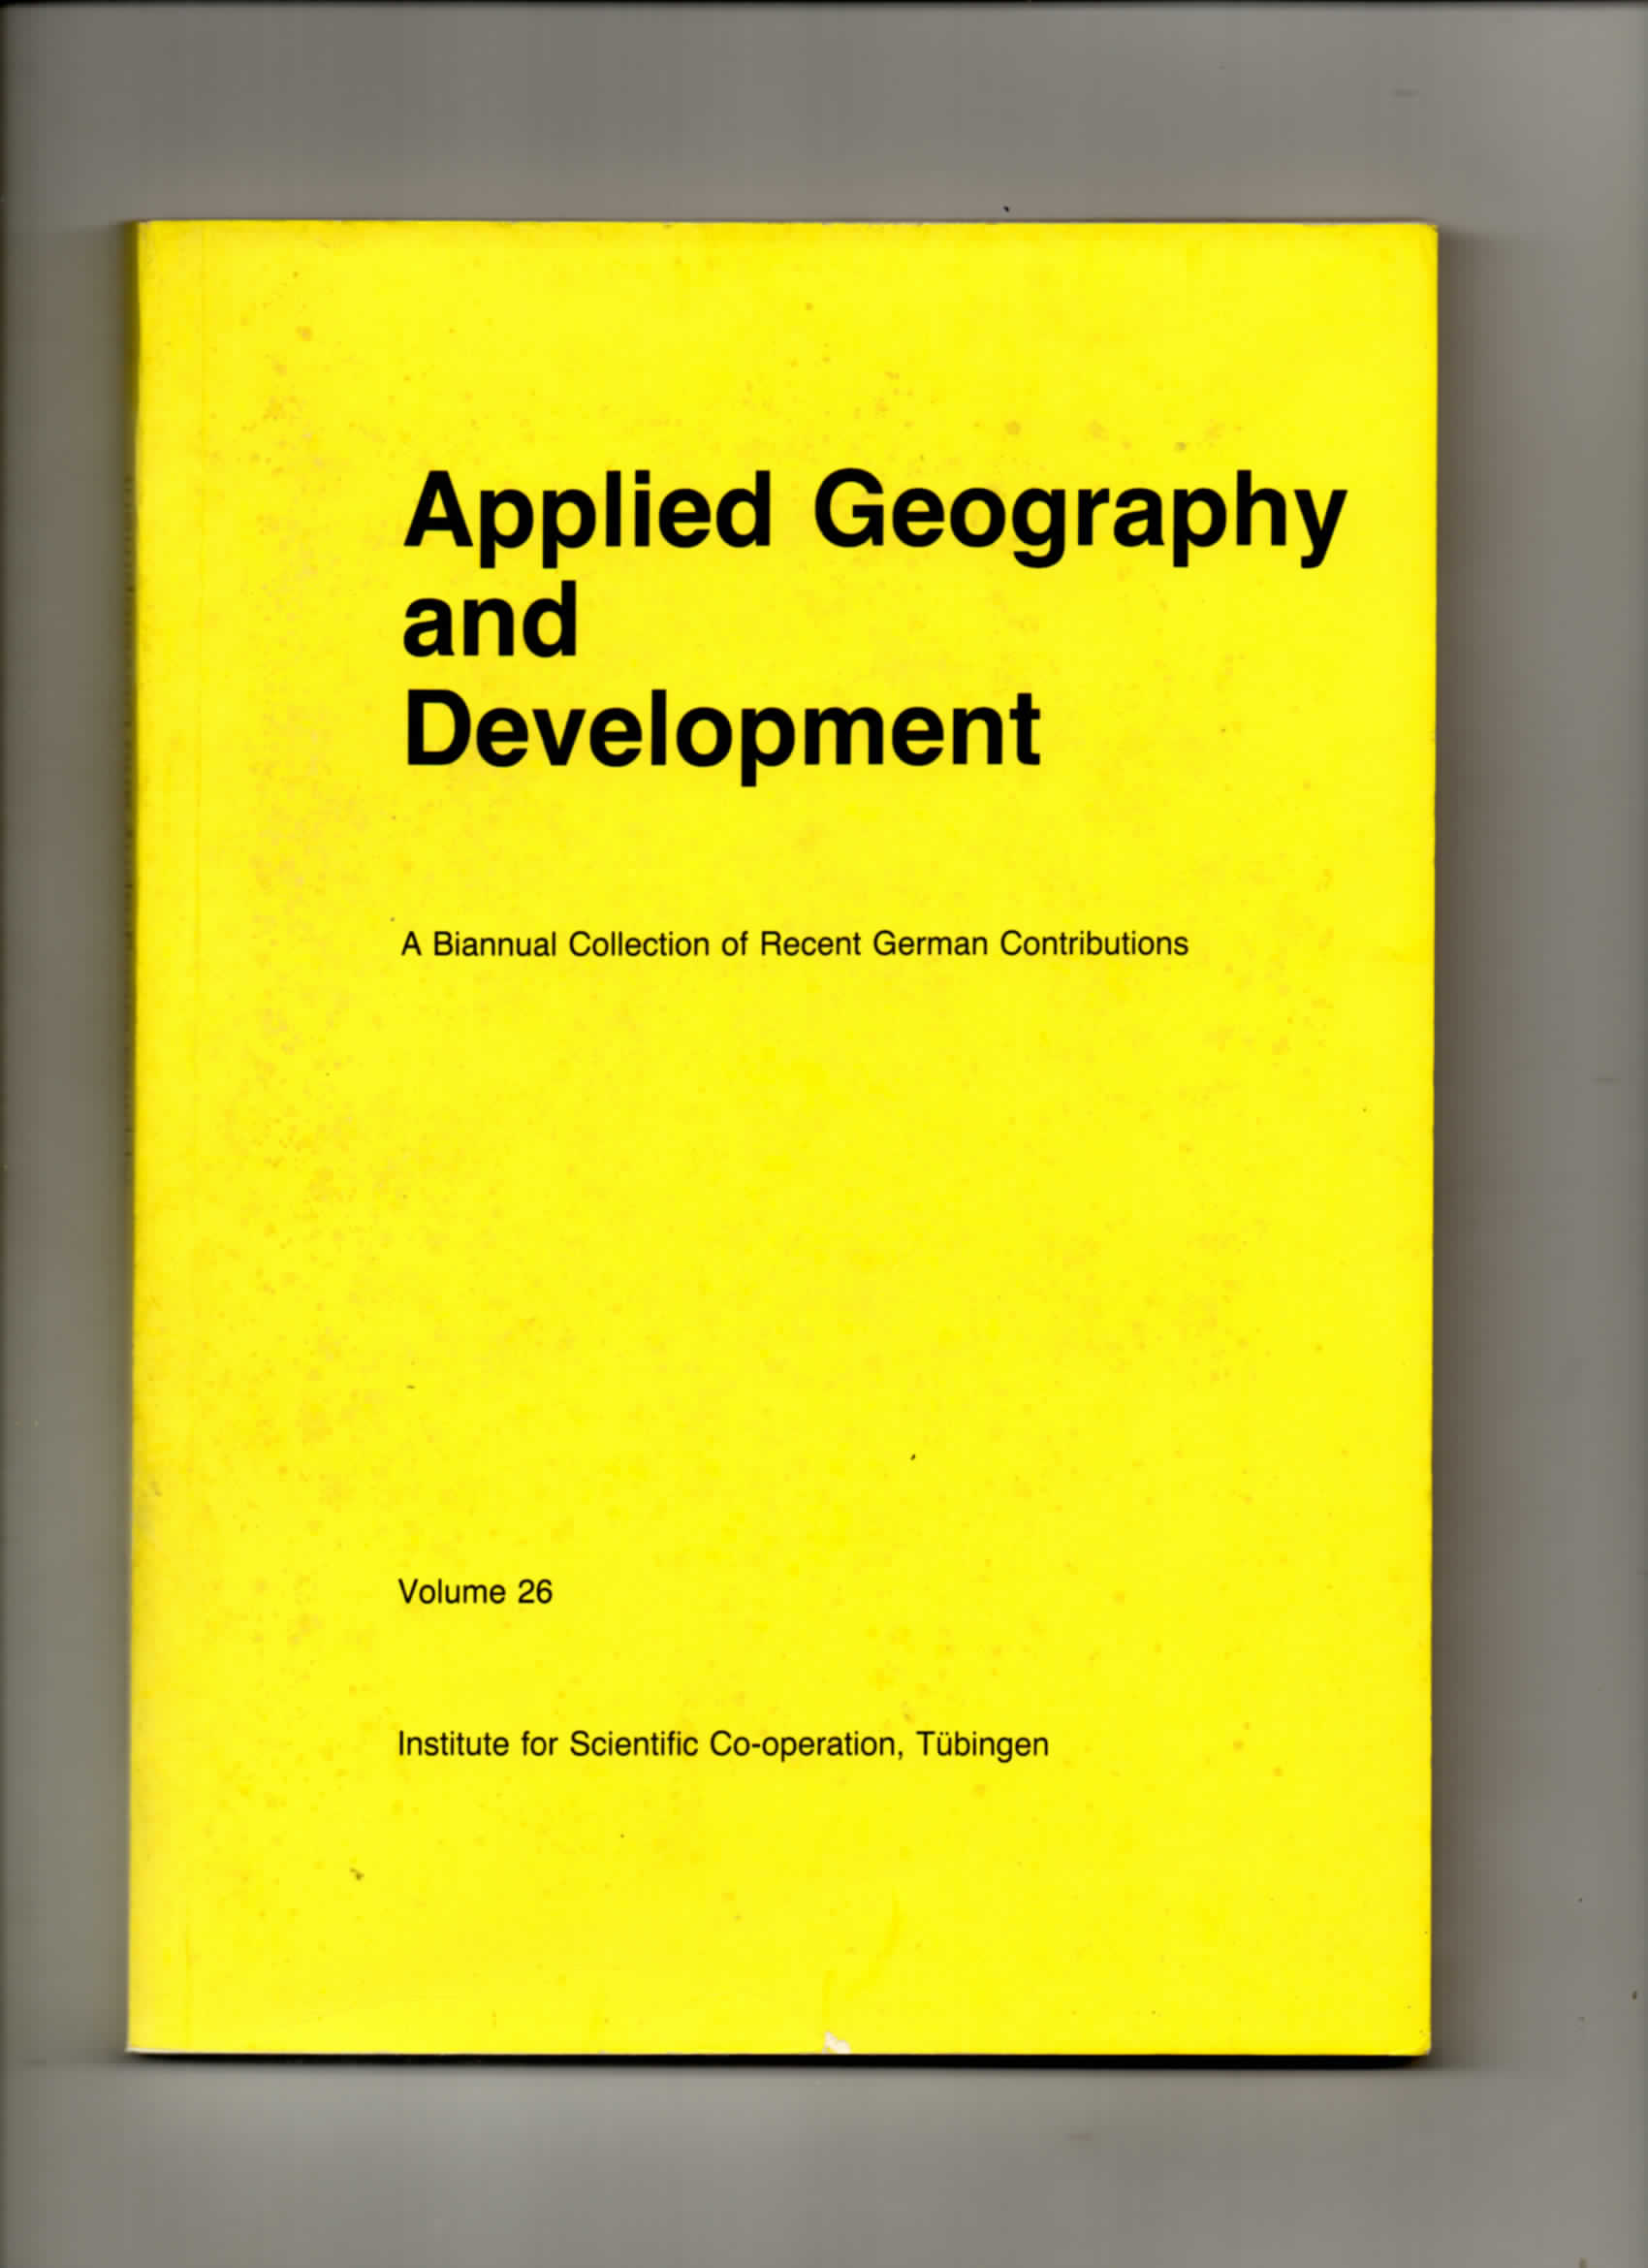 Applied Geography
and
Development
A Biannual Collection of Recent German Contributions
Volume 26
Institute for Scientific Co-operation, Tübingen